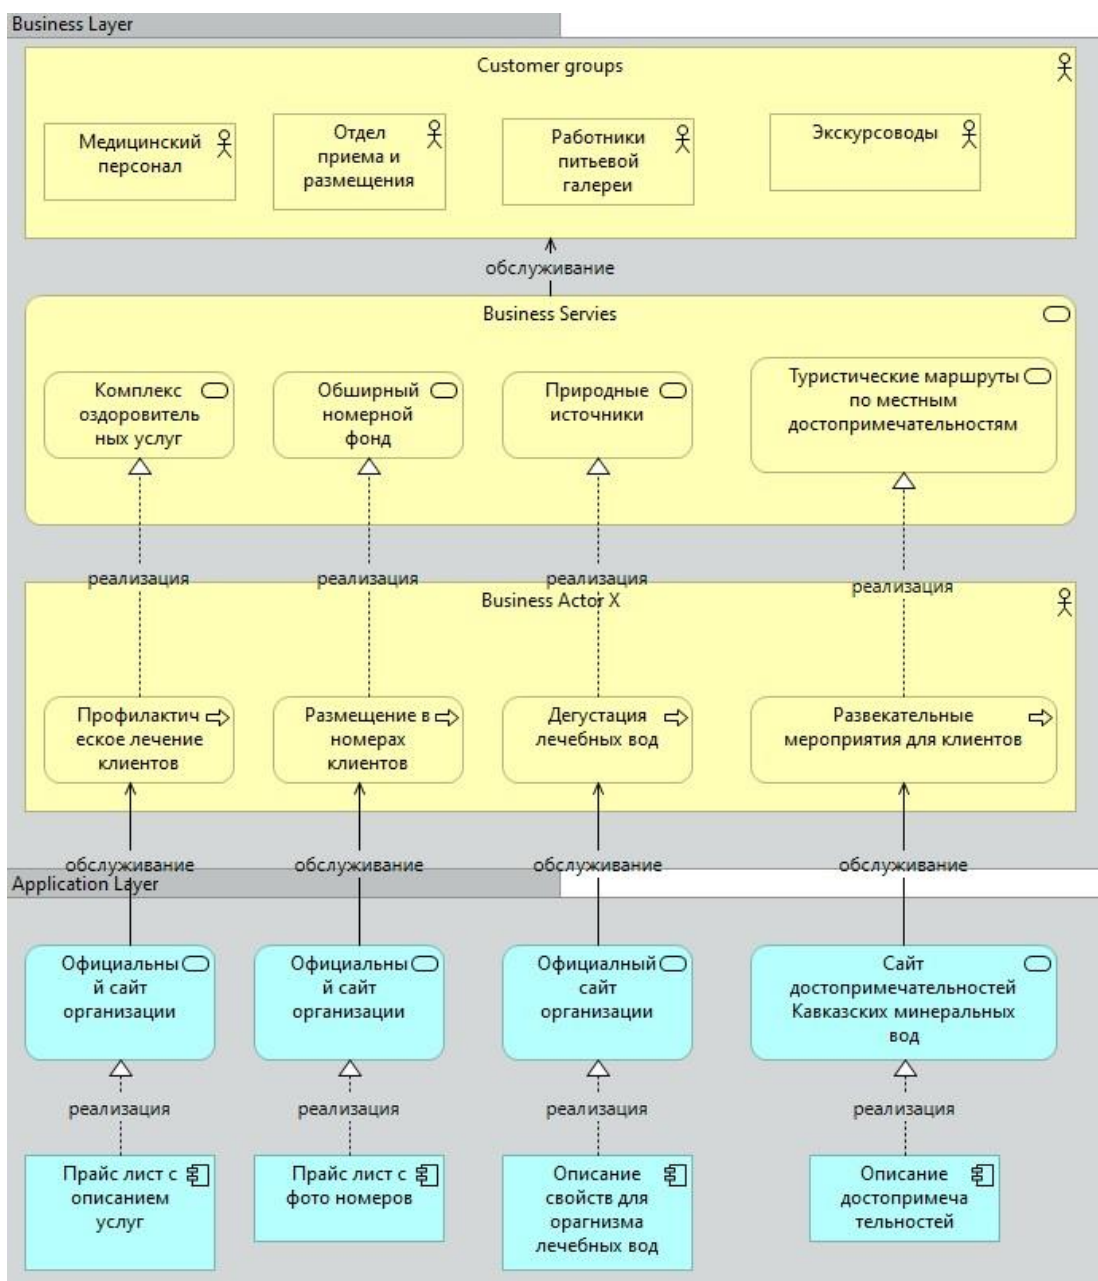 Business Layer
Customer groups
Медицинский
персонал
Отдел
приема и
размещения
Работники
питьевой
галереи
Экскурсоводы
обслуживание
Business Servies
Комплекс
оздоровитель
ных услуг
Обширный
номерной
фонд
Природные
источники
Туристические маршруты
по местным
достопримечательностям
реализация
реализация
реализация
реализация
Business Actor X
Профилактич
еское лечение
клиентов
Размещение в
номерах
клиентов
Дегустация
лечебных вод
Развекательные
мероприятия для клиентов
обслуживание
обслуживание
обслуживание
обслуживание
Application Layer
Официальны
й сайт
организации
Официальны
й сайт
организации
Официалный
сайт
организации
Сайт
достопримечательностей
Кавказских минеральных
вод
реализация
реализация
реализация
реализация
Прайс лист с
описанием
услуг
Прайс лист с
фото номеров
Описание
свойств для
орагнизма
лечебных вод
Описание
достопримеча
тельностей